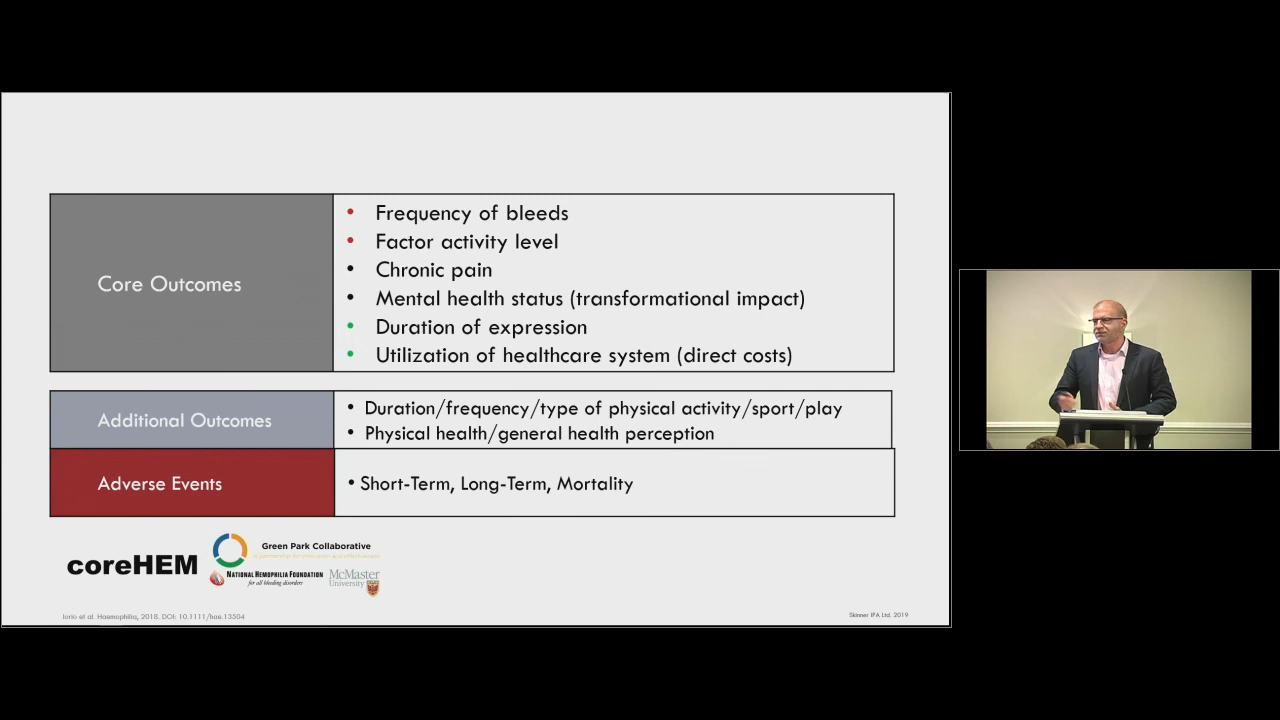 Core Outcomes
• Frequency of bleeds
• Factor activity level
• Chronic pain
• Mental health status (transformational impact)
• Duration of expression
• Utilization of healthcare system (direct costs)
Additional Outcomes
• Duration/frequency/type of physical activity/sport/play
• Physical health/general health perception
Adverse Events
• Short-Term, Long-Term, Mortality
coreHEM
Green Park Collaborative
NATIONAL HEMOPHILIA FOUNDATION
for all bleeding disorders
McMaster
University
Iorio et al. Haemophilia, 2018. DOI: 10.1111/hae.13504
Skinner IPA Ltd. 2019